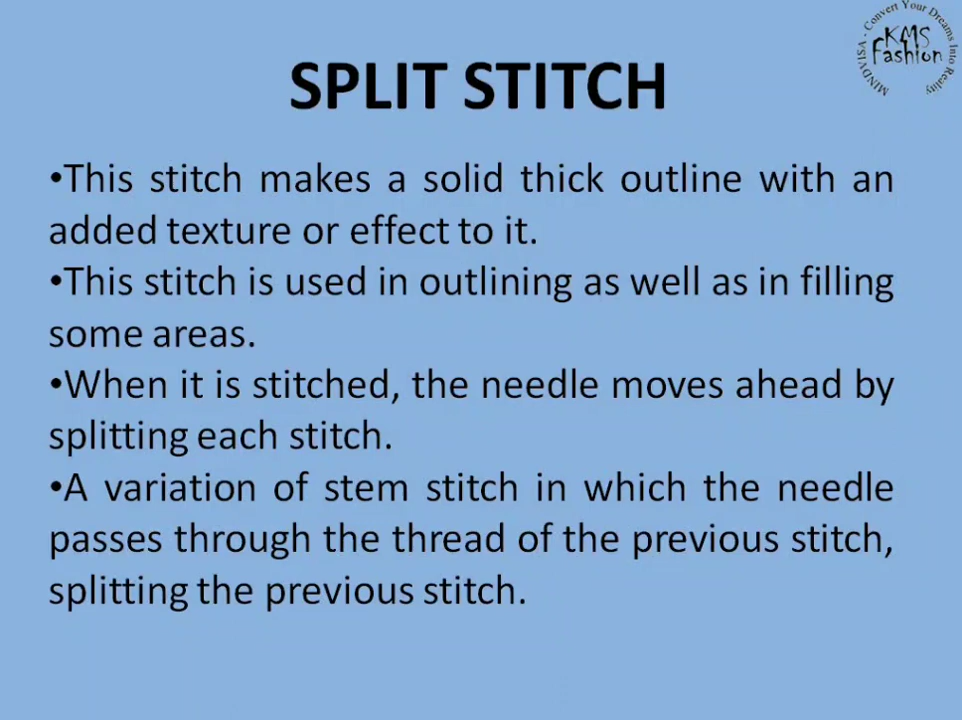 MINDVISA - Convert Your Dreams Into Reality
KMS
Fashion
SPLIT STITCH
•This stitch makes a solid thick outline with an
added texture or effect to it.
•This stitch is used in outlining as well as in filling
some areas.
•When it is stitched, the needle moves ahead by
splitting each stitch.
•A variation of stem stitch in which the needle
passes through the thread of the previous stitch,
splitting the previous stitch.